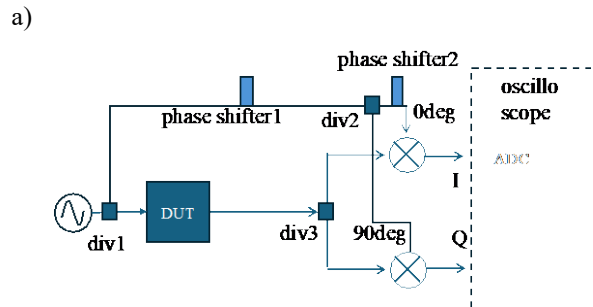 a)
phase shifter2
phase shifter1
div2
0deg
oscillo
scope
ADC
I
DUT
div1
div3
90deg
Q